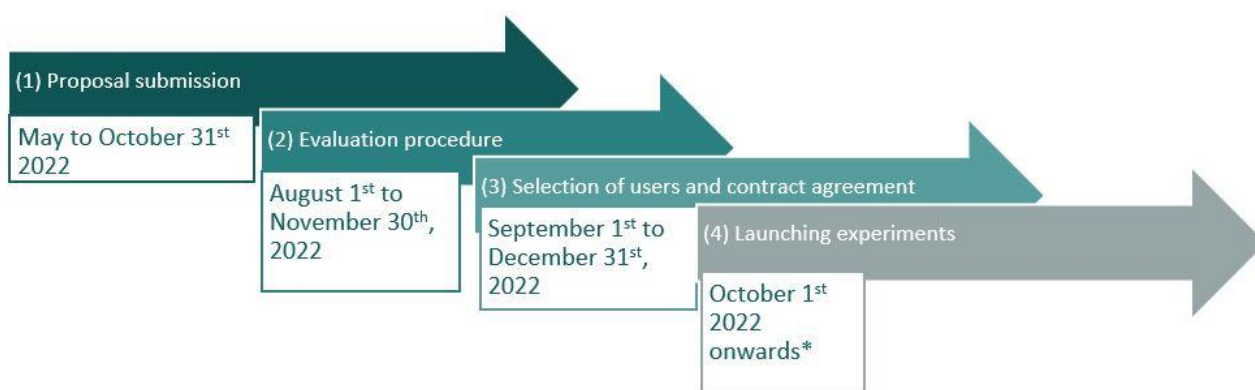 (1) Proposal submission
May to October 31st
2022
(2) Evaluation procedure
August 1st to
November 30th,
2022
(3) Selection of users and contract agreement
September 1st to
December 31st,
2022
(4) Launching experiments
October 1st
2022
onwards*